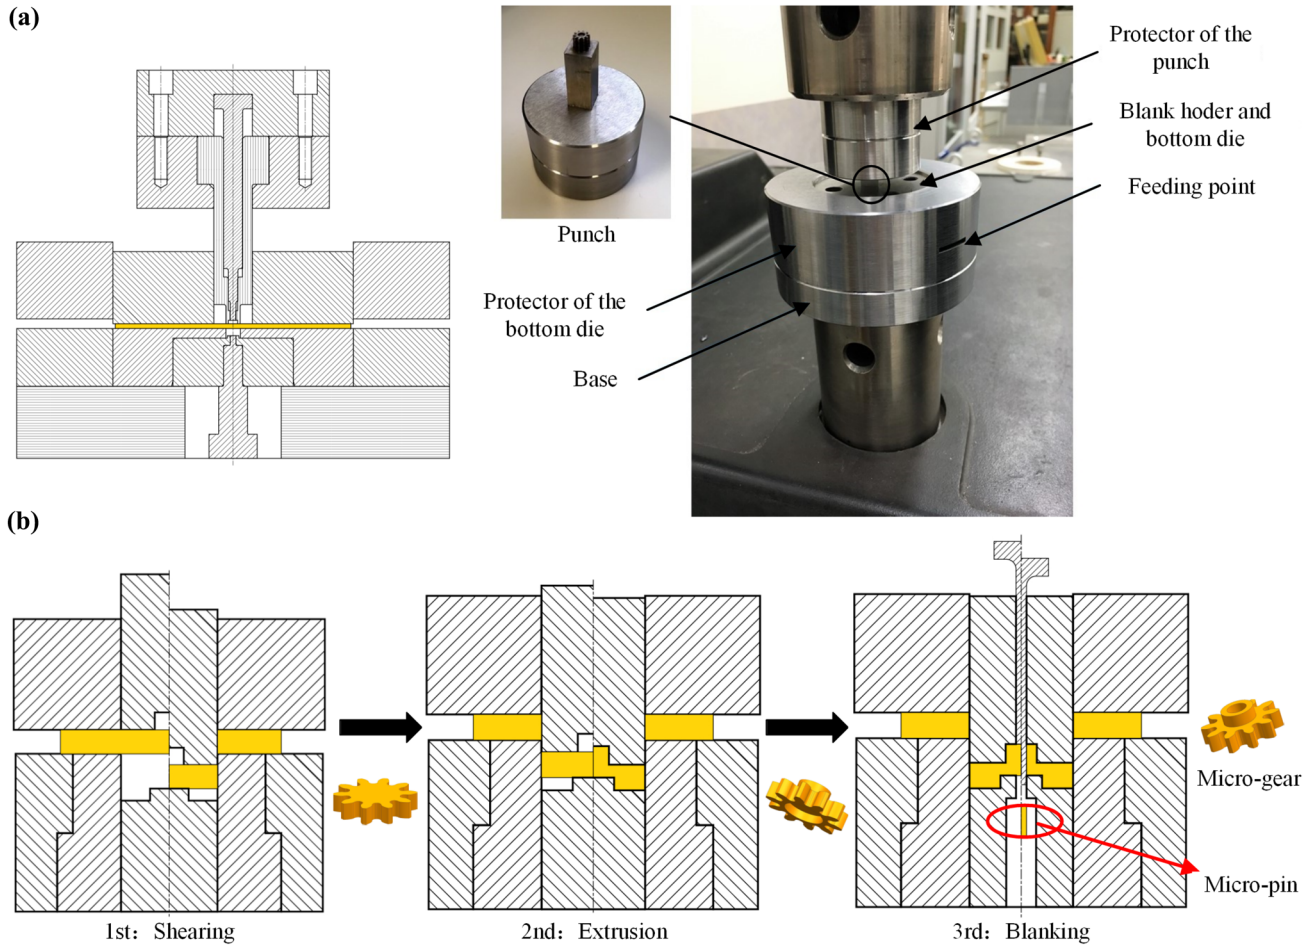 (a)
Protector of the
punch
Blank hoder and
bottom die
Feeding point
Punch
Protector of the
bottom die
Base
(b)
Micro-gear
Micro-pin
1st: Shearing
2nd: Extrusion
3rd: Blanking